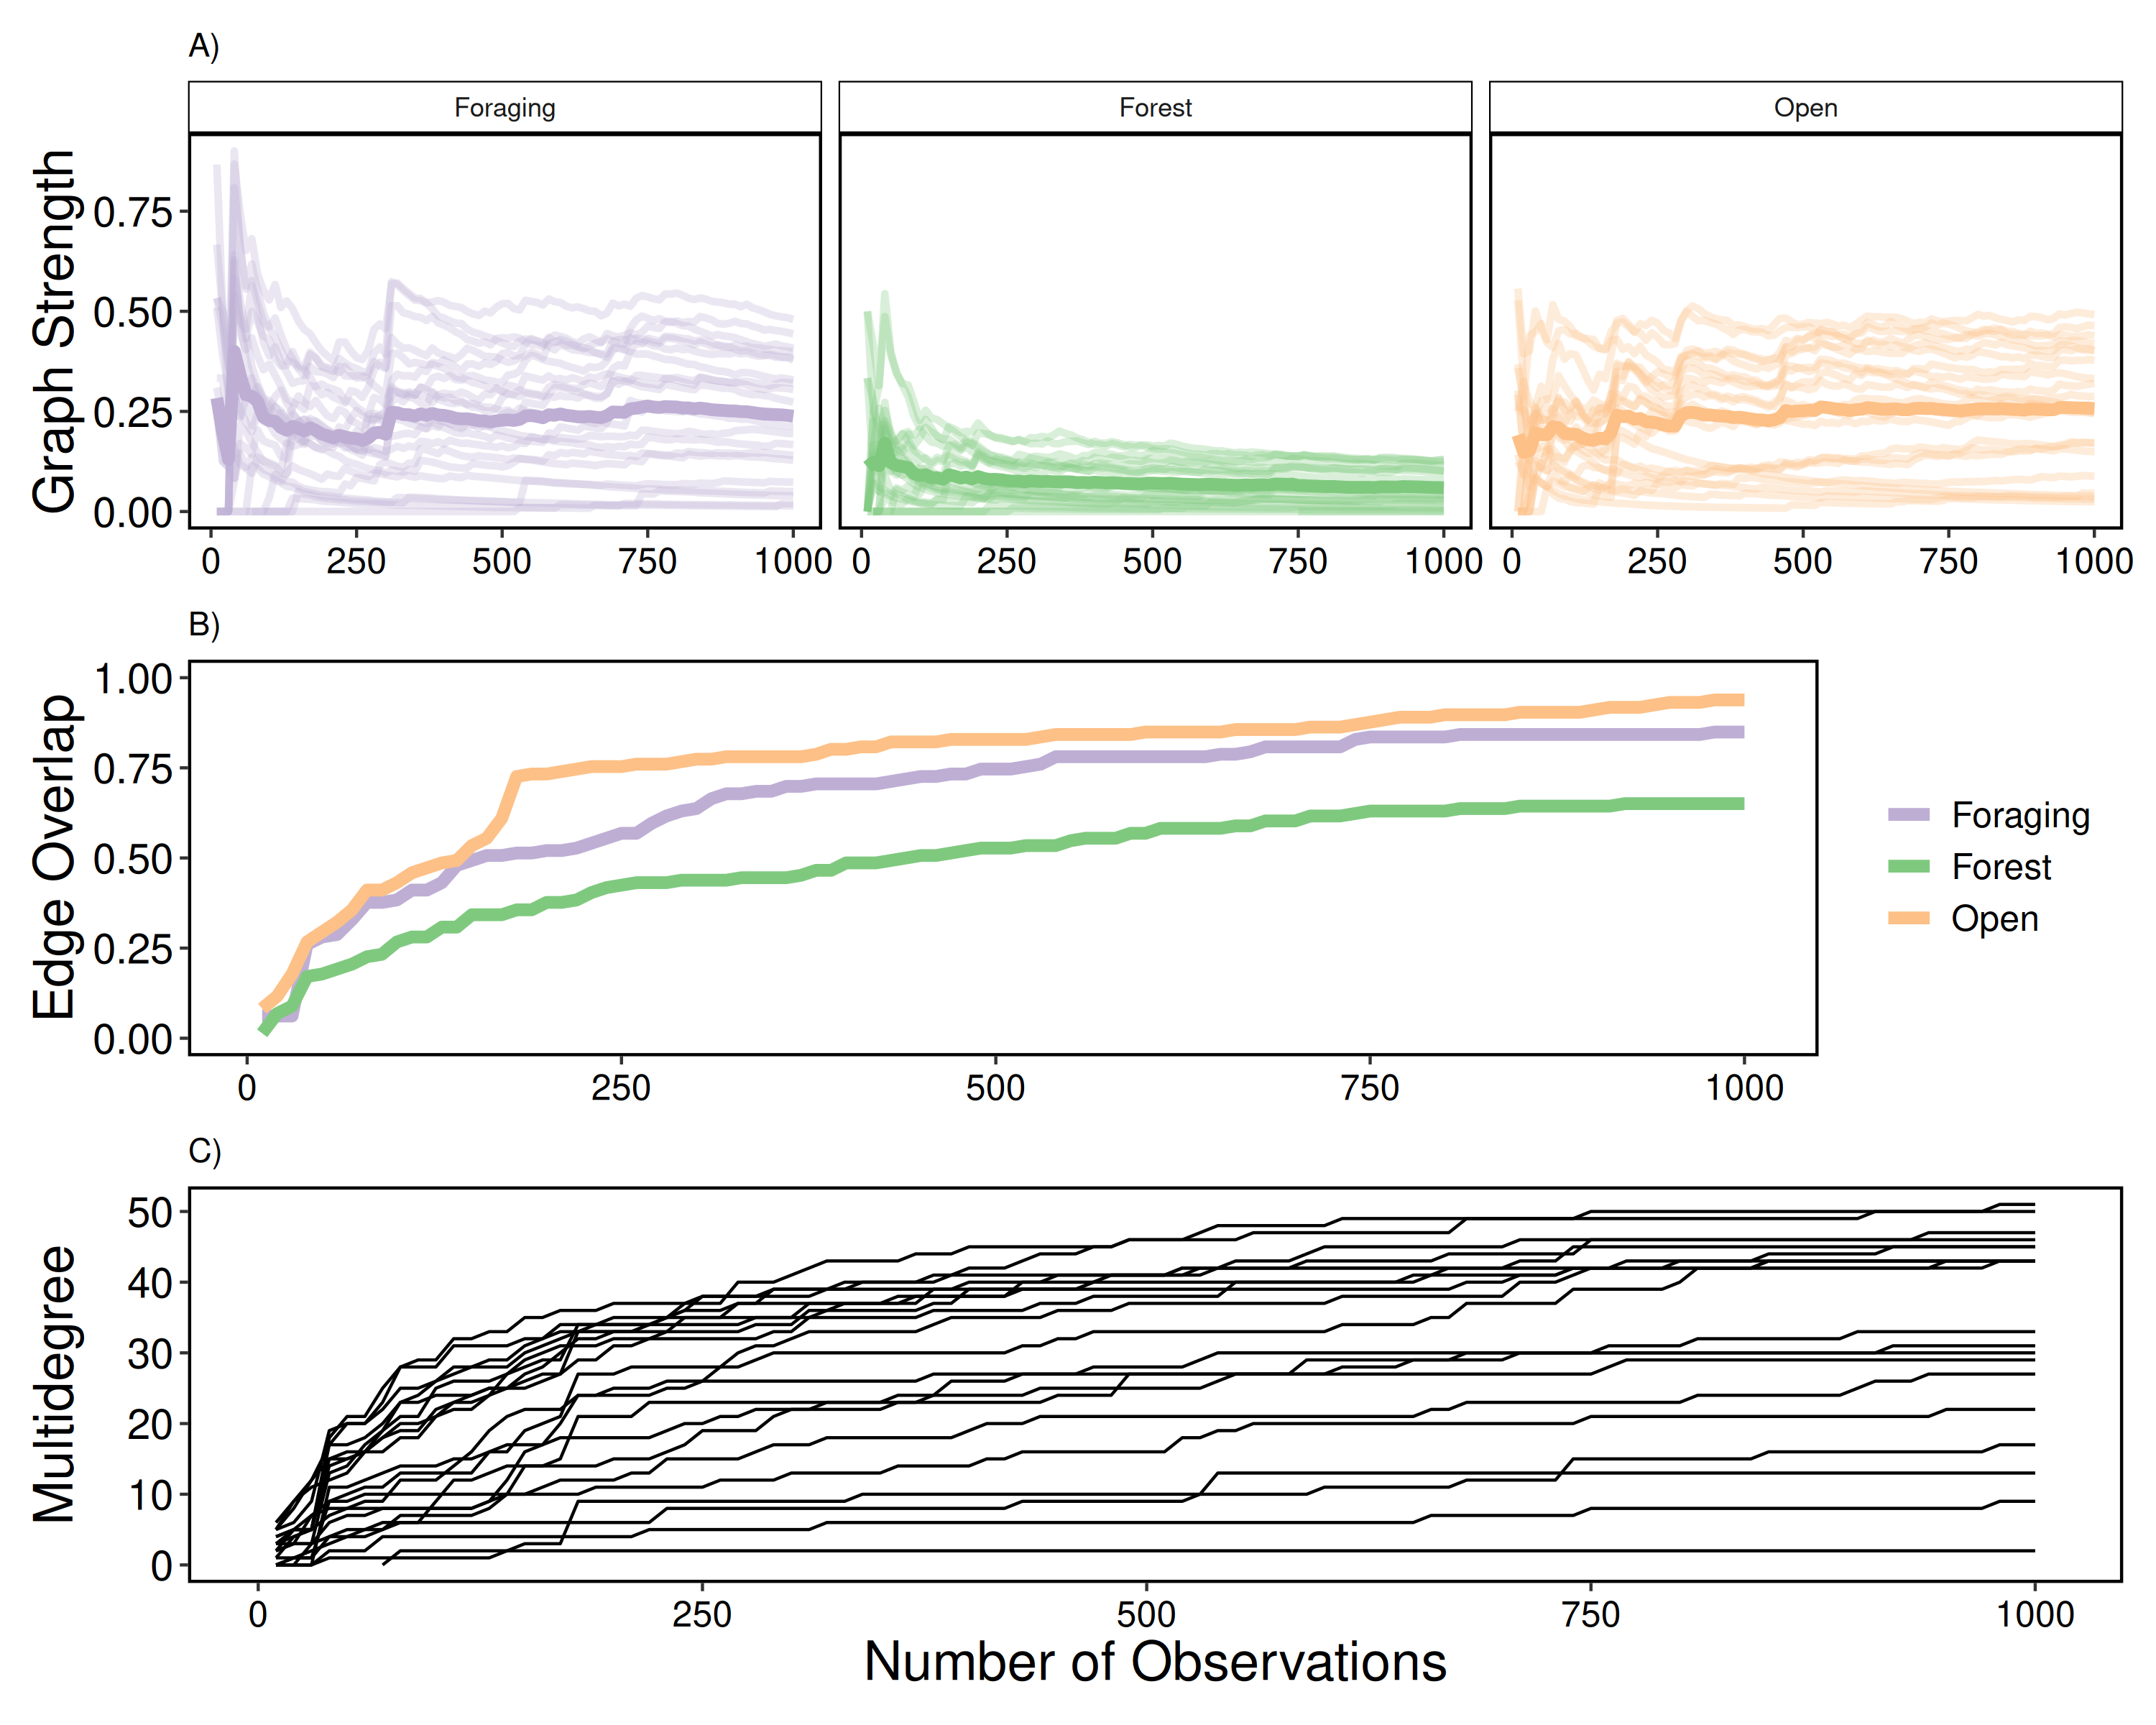 A)
Foraging Forest Open
Graph Strength
0.75
0.50
0.25
0.00
0 250 500 750 1000 0 250 500 750 1000 0 250 500 750 1000
B)
Edge Overlap
1.00
0.75
0.50
0.25
0.00
0 250 500 750 1000
Foraging
Forest
Open
C)
Multidegree
50
40
30
20
10
0
0 250 500 750 1000
Number of Observations